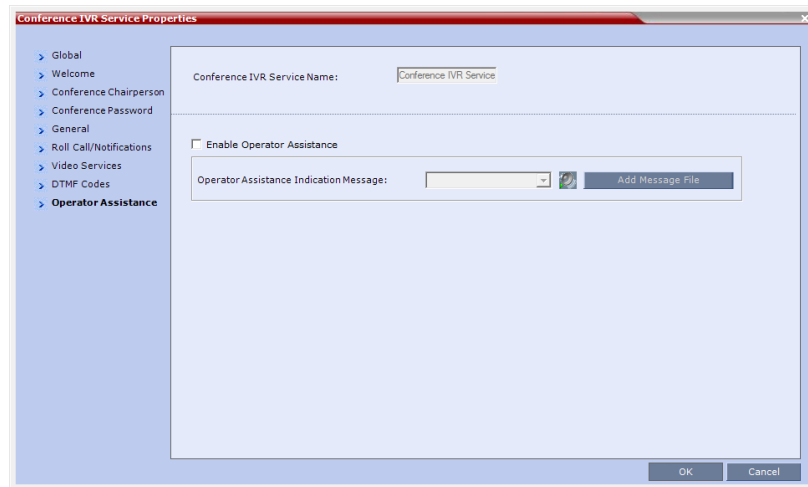 Conference IVR Service Properties
Global
Welcome
Conference Chairperson
Conference Password
General
Roll Call/Notifications
Video Services
DTMF Codes
Operator Assistance
Conference IVR Service Name:
Conference IVR Service
Enable Operator Assistance
Operator Assistance Indication Message:
Add Message File
OK
Cancel